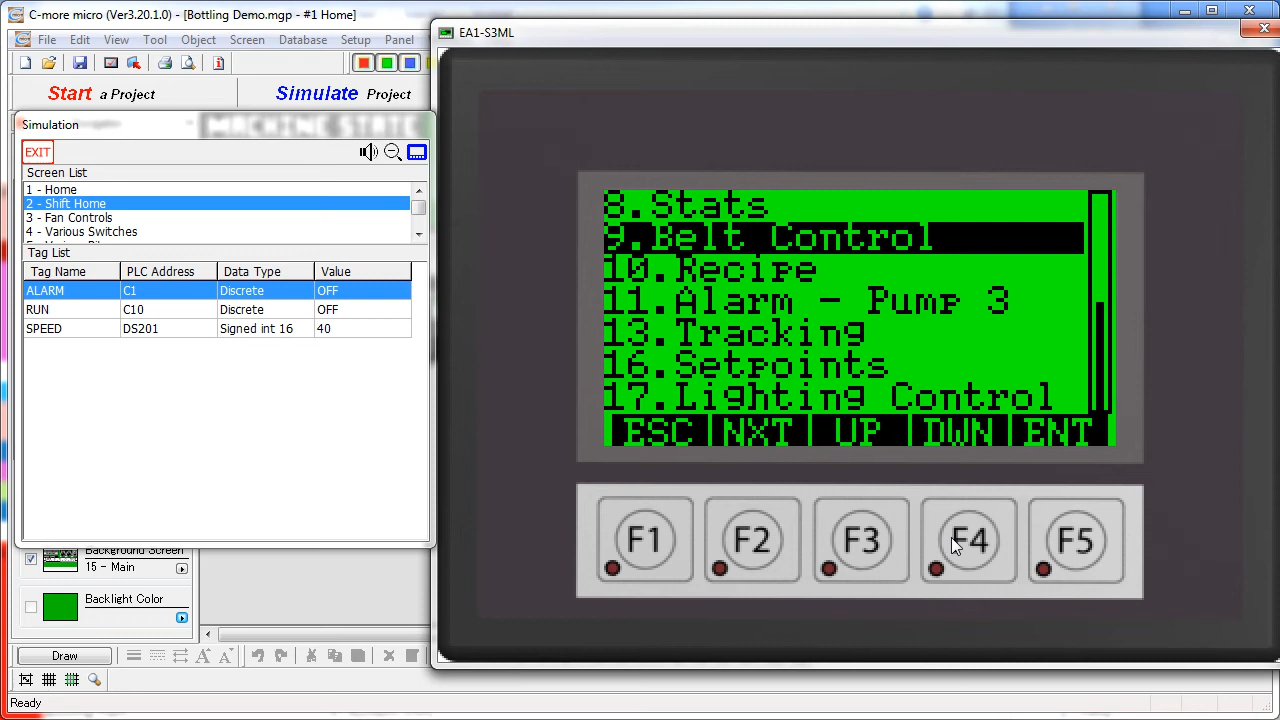 C-more micro (Ver3.20.1.0) - [Bottling Demo.mgp - #1 Home]
File Edit View Tool Object Screen Database Setup Panel
Start a Project Simulate Project
MACHINE STATE
Simulation
EXIT
Screen List
1 - Home
2 - Shift Home
3 - Fan Controls
4 - Various Switches
Tag List
Tag Name PLC Address Data Type Value
ALARM C1 Discrete OFF
RUN C10 Discrete OFF
SPEED DS201 Signed int 16 40
Background Screen
15 - Main
Backlight Color
Draw
Ready
EA1-S3ML
8.Stats
9.Belt Control
10.Recipe
11.Alarm - Pump 3
13.Tracking
16.Setpoints
17.Lighting Control
ESC NXT UP DWN ENT
F1 F2 F3 F4 F5